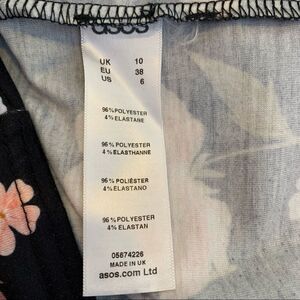 asos
UK 10
EU 38
US 6
96% POLYESTER
4% ELASTANE
96% POLYESTER
4% ELASTHANNE
96% POLIÉSTER
4% ELASTANO
96% POLYESTER
4% ELASTAN
05874226
MADE IN UK
asos.com Ltd